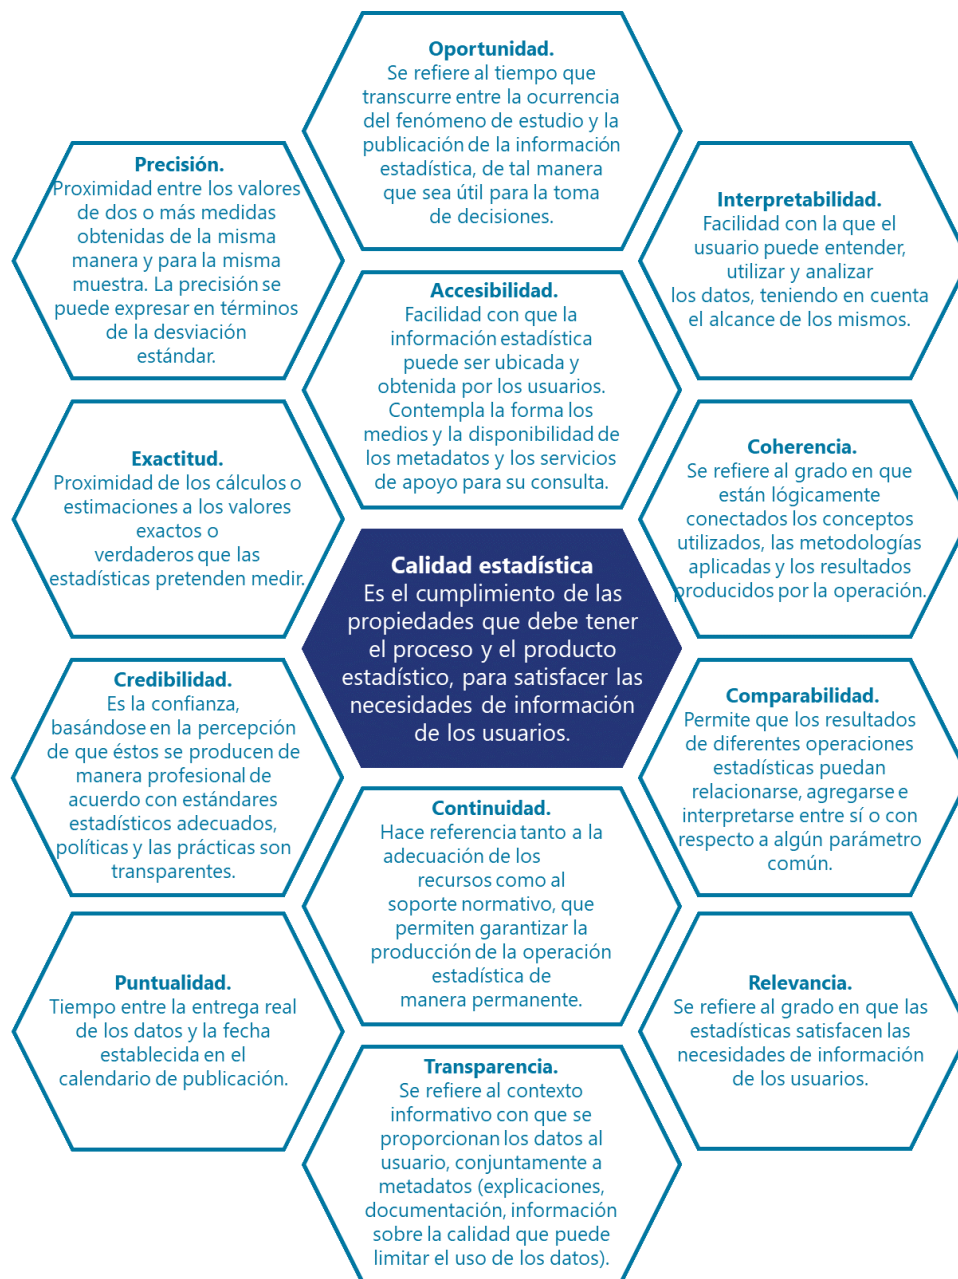 Oportunidad.
Se refiere al tiempo que
transcurre entre la ocurrencia
del fenómeno de estudio y la
publicación de la información
estadística, de tal manera
que sea útil para la toma
de decisiones.
Precisión.
Proximidad entre los valores
de dos o más medidas
obtenidas de la misma
manera y para la misma
muestra. La precisión se
puede expresar en términos
de la desviación
estándar.
Interpretabilidad.
Facilidad con la que el
usuario puede entender,
utilizar y analizar
los datos, teniendo en cuenta
el alcance de los mismos.
Accesibilidad.
Facilidad con que la
información estadística
puede ser ubicada y
obtenida por los usuarios.
Contempla la forma los
medios y la disponibilidad de
los metadatos y los servicios
de apoyo para su consulta.
Exactitud.
Proximidad de los cálculos o
estimaciones a los valores
exactos o
verdaderos que las
estadísticas pretenden medir.
Coherencia.
Se refiere al grado en que
están lógicamente
conectados los conceptos
utilizados, las metodologías
aplicadas y los resultados
producidos por la operación.
Calidad estadística
Es el cumplimiento de las
propiedades que debe tener
el proceso y el producto
estadístico, para satisfacer las
necesidades de información
de los usuarios.
Credibilidad.
Es la confianza,
basándose en la percepción
de que éstos se producen de
manera profesional de
acuerdo con estándares
estadísticos adecuados,
políticas y las prácticas son
transparentes.
Comparabilidad.
Permite que los resultados
de diferentes operaciones
estadísticas puedan
relacionarse, agregarse e
interpretarse entre sí o con
respecto a algún parámetro
común.
Continuidad.
Hace referencia tanto a la
adecuación de los
recursos como al
soporte normativo, que
permiten garantizar la
producción de la operación
estadística de
manera permanente.
Puntualidad.
Tiempo entre la entrega real
de los datos y la fecha
establecida en el
calendario de publicación.
Relevancia.
Se refiere al grado en que las
estadísticas satisfacen las
necesidades de información
de los usuarios.
Transparencia.
Se refiere al contexto
informativo con que se
proporcionan los datos al
usuario, conjuntamente a
metadatos (explicaciones,
documentación, información
sobre la calidad que puede
limitar el uso de los datos).